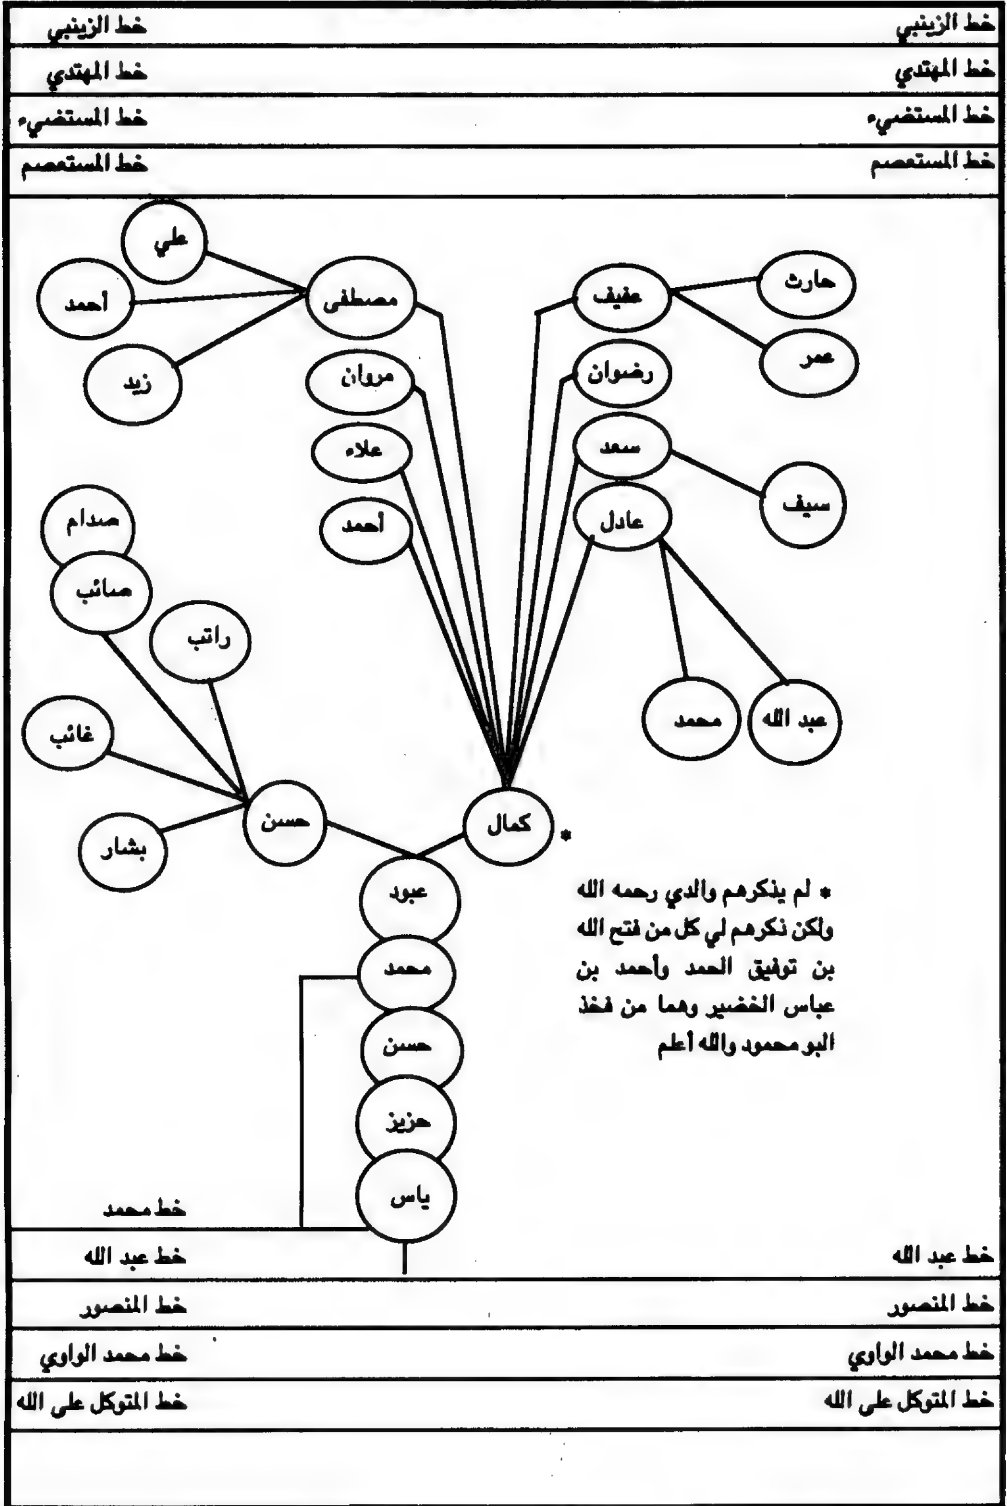 خط الزينبي خط الزينبي
خط المهتدي خط المهتدي
خط المستضيء خط المستضيء
خط المستعصم خط المستعصم
حارث
عفيف
عمر
رضوان
سعد
سيف
عادل
عبد الله
محمد
علي
مصطفى
أحمد
زيد
مروان
علاء
أحمد
صدام
صائب
راتب
غائب
بشار
حسن
كمال *
عبود
محمد
حسن
حزيز
ياس
* لم يذكرهم والدي رحمه الله
ولكن ذكرهم لي كل من فتح الله
بن توفيق الحمد وأحمد بن
عباس الخضير وهما من فخذ
البو محمود والله أعلم
خط محمد
خط عبد الله خط عبد الله
خط المنصور خط المنصور
خط محمد الواوي خط محمد الواوي
خط المتوكل على الله خط المتوكل على الله